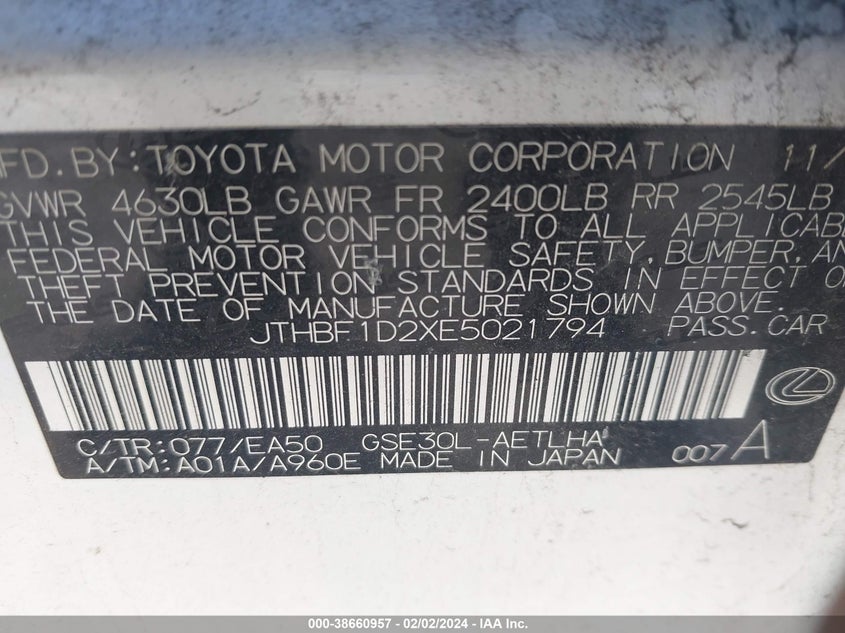 MFD. BY: TOYOTA MOTOR CORPORATION 11/
GVWR 4630LB GAWR FR 2400LB RR 2545LB
THIS VEHICLE CONFORMS TO ALL APPLICABL
FEDERAL MOTOR VEHICLE SAFETY, BUMPER, AN
THEFT PREVENTION STANDARDS IN EFFECT O
THE DATE OF MANUFACTURE SHOWN ABOVE.
JTHBF1D2XE5021794 PASS.CAR
C/TR: 077/EA50 GSE30L-AETLHA
A/TM: A01A/A960E MADE IN JAPAN 007A
000-38660957 - 02/02/2024 - IAA Inc.